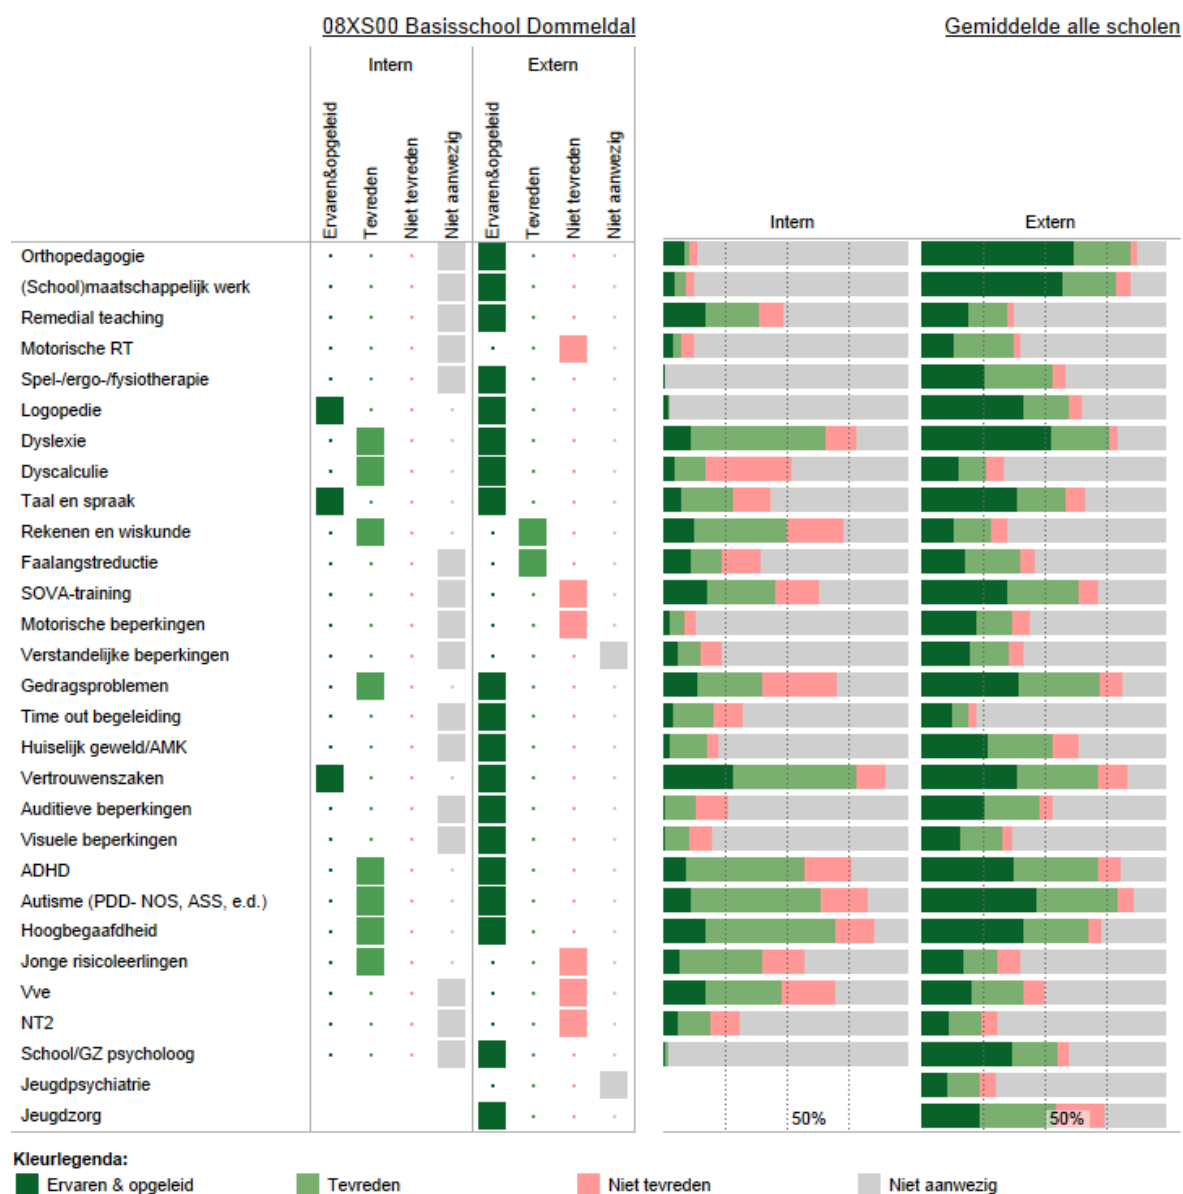 08XS00 Basisschool Dommeldal
Gemiddelde alle scholen
Intern
Extern
Ervaren&opgeleid
Tevreden
Niet tevreden
Niet aanwezig
Ervaren&opgeleid
Tevreden
Niet tevreden
Niet aanwezig
Intern
Extern
Orthopedagogie
(School)maatschappelijk werk
Remedial teaching
Motorische RT
Spel-/ergo-/fysiotherapie
Logopedie
Dyslexie
Dyscalculie
Taal en spraak
Rekenen en wiskunde
Faalangstreductie
SOVA-training
Motorische beperkingen
Verstandelijke beperkingen
Gedragsproblemen
Time out begeleiding
Huiselijk geweld/AMK
Vertrouwenszaken
Auditieve beperkingen
Visuele beperkingen
ADHD
Autisme (PDD- NOS, ASS, e.d.)
Hoogbegaafdheid
Jonge risicoleerlingen
Vve
NT2
School/GZ psycholoog
Jeugdpsychiatrie
Jeugdzorg
50%
50%
Kleurlegenda:
Ervaren & opgeleid
Tevreden
Niet tevreden
Niet aanwezig